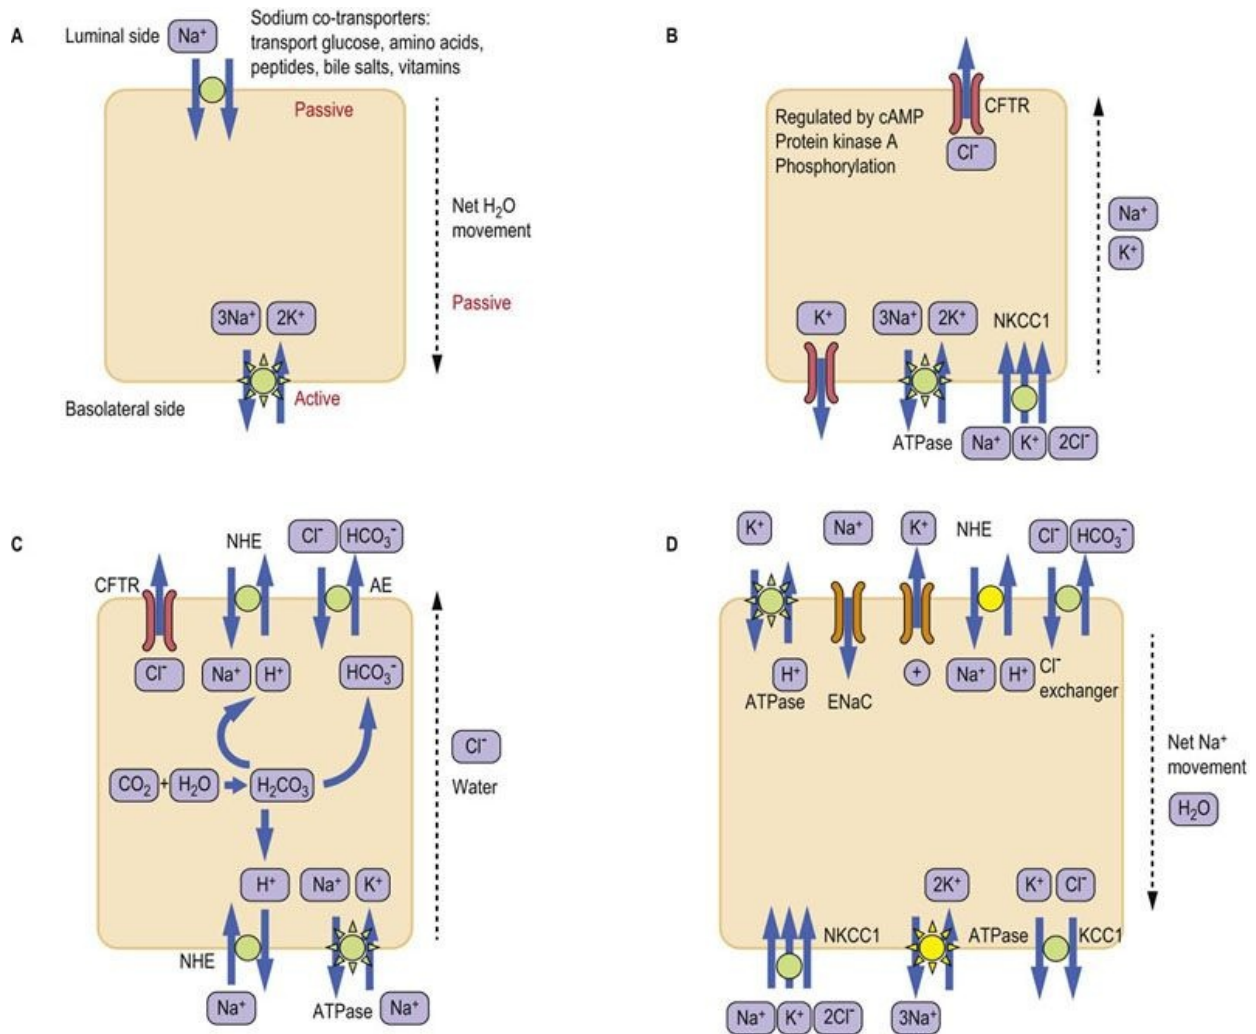 A
Luminal side
Na⁺
Sodium co-transporters:
transport glucose, amino acids,
peptides, bile salts, vitamins
Passive
Net H₂O
movement
Passive
3Na⁺
2K⁺
Active
Basolateral side
B
CFTR
Regulated by cAMP
Protein kinase A
Phosphorylation
Cl⁻
Na⁺
K⁺
K⁺
3Na⁺
2K⁺
NKCC1
ATPase
Na⁺
K⁺
2Cl⁻
C
NHE
Cl⁻
HCO₃⁻
CFTR
AE
Cl⁻
Na⁺
H⁺
HCO₃⁻
Cl⁻
Water
CO₂
+
H₂O
H₂CO₃
H⁺
Na⁺
K⁺
NHE
Na⁺
ATPase
Na⁺
D
K⁺
Na⁺
K⁺
NHE
Cl⁻
HCO₃⁻
H⁺
ATPase
ENaC
+
Na⁺
H⁺
Cl⁻
exchanger
Net Na⁺
movement
H₂O
2K⁺
K⁺
Cl⁻
NKCC1
ATPase
KCC1
Na⁺
K⁺
2Cl⁻
3Na⁺